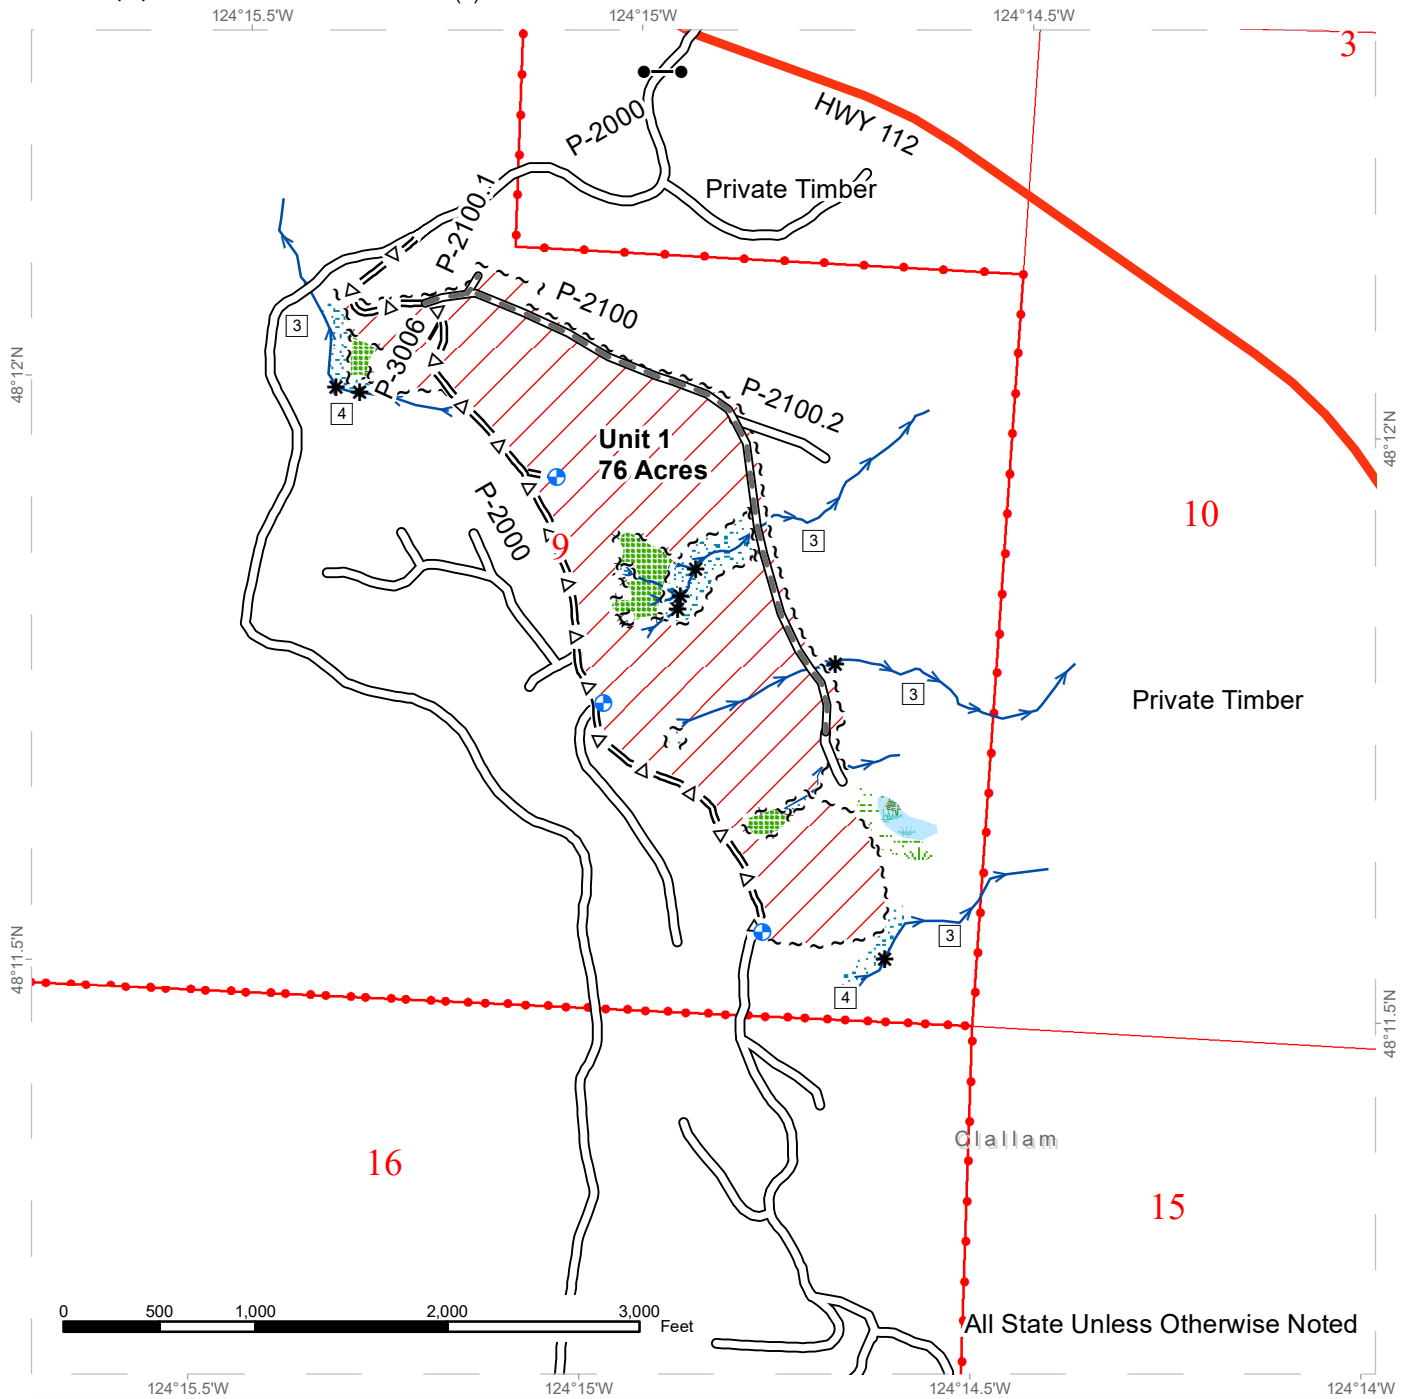 124°15.5'W
124°15'W
124°14.5'W
3
HWY 112
P-2000
Private Timber
P-2100.1
P-2100
3
P-3006
48°12'N
P-2100.2
4
Unit 1
76 Acres
48°12'N
P-2000
9
3
10
3
Private Timber
3
48°11.5'N
4
48°11.5'N
Clallam
16
15
0 500 1,000 2,000 3,000
Feet
All State Unless Otherwise Noted
124°15.5'W
124°15'W
124°14.5'W
124°14'W